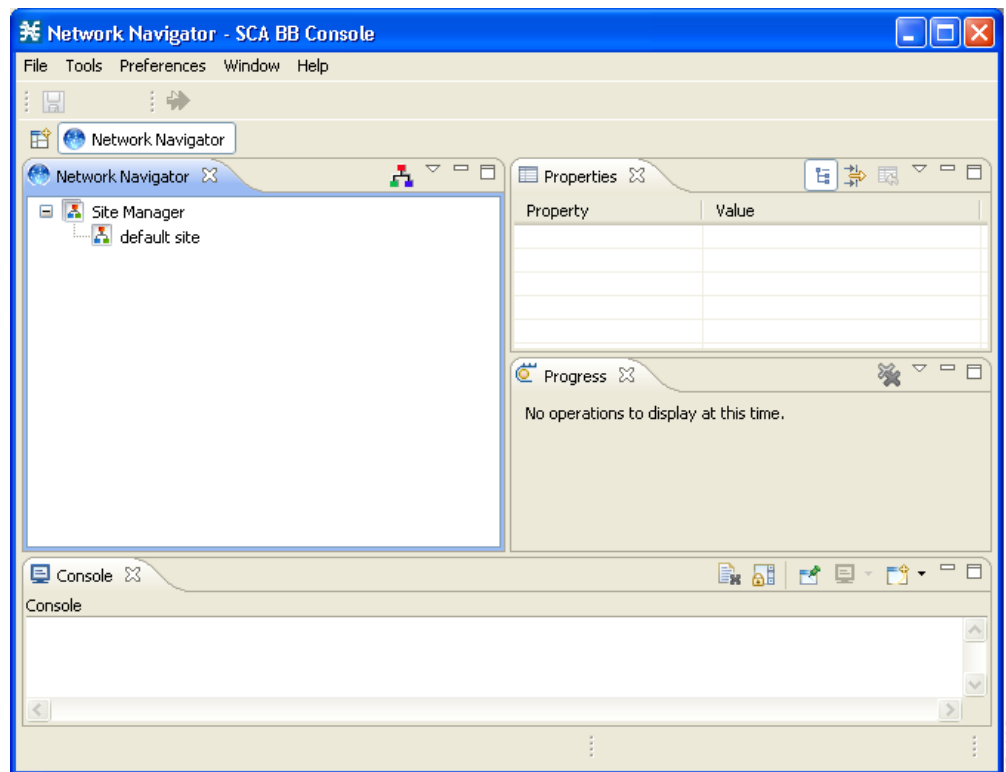 Network Navigator - SCA BB Console
File Tools Preferences Window Help
Network Navigator
Network Navigator
Site Manager
default site
Properties
Property Value
Progress
No operations to display at this time.
Console
Console